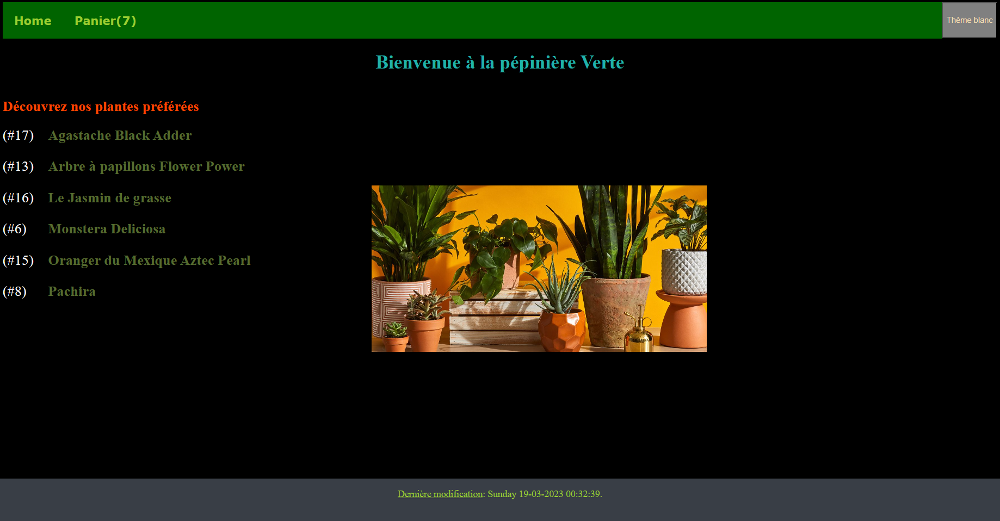 Home Panier(7) Thème blanc
Bienvenue à la pépinière Verte
Découvrez nos plantes préférées
(#17) Agastache Black Adder
(#13) Arbre à papillons Flower Power
(#16) Le Jasmin de grasse
(#6) Monstera Deliciosa
(#15) Oranger du Mexique Aztec Pearl
(#8) Pachira
Dernière modification: Sunday 19-03-2023 00:32:39.